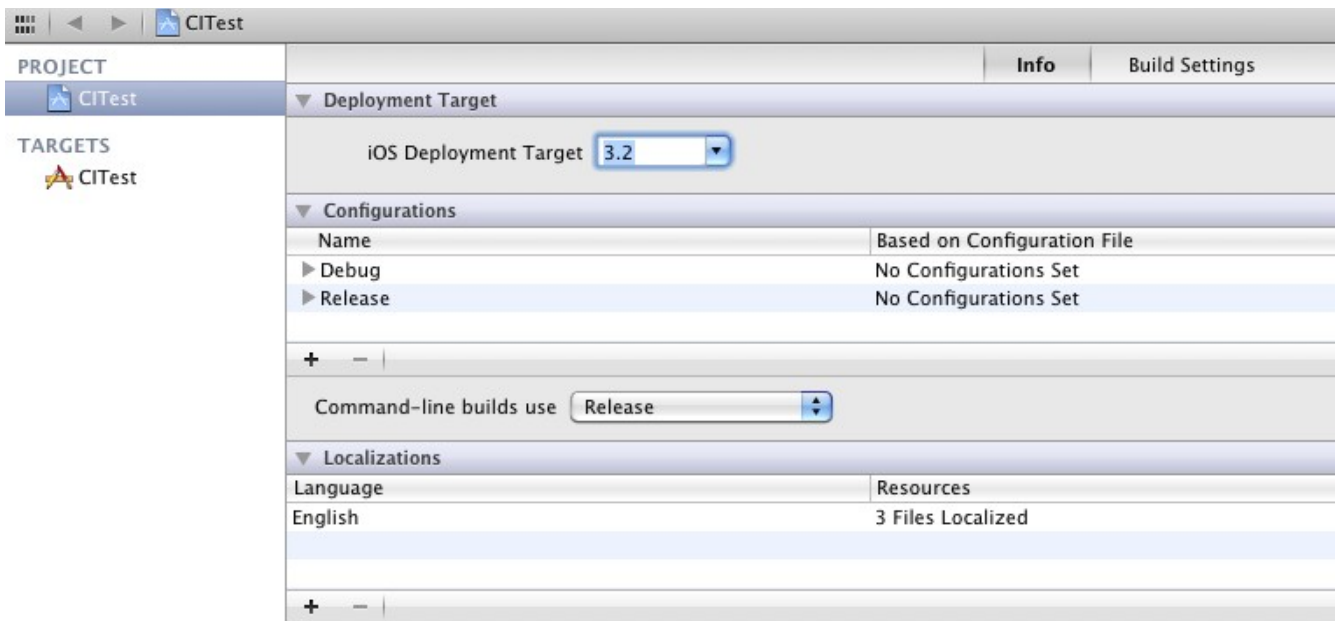 CITest
PROJECT
CITest
TARGETS
CITest
Info Build Settings
Deployment Target
iOS Deployment Target 3.2
Configurations
Name Based on Configuration File
Debug No Configurations Set
Release No Configurations Set
+ −
Command-line builds use Release
Localizations
Language Resources
English 3 Files Localized
+ −